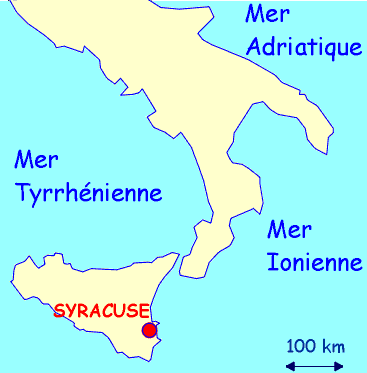 Mer
Adriatique
Mer
Tyrrhénienne
Mer
Ionienne
SYRACUSE
100 km